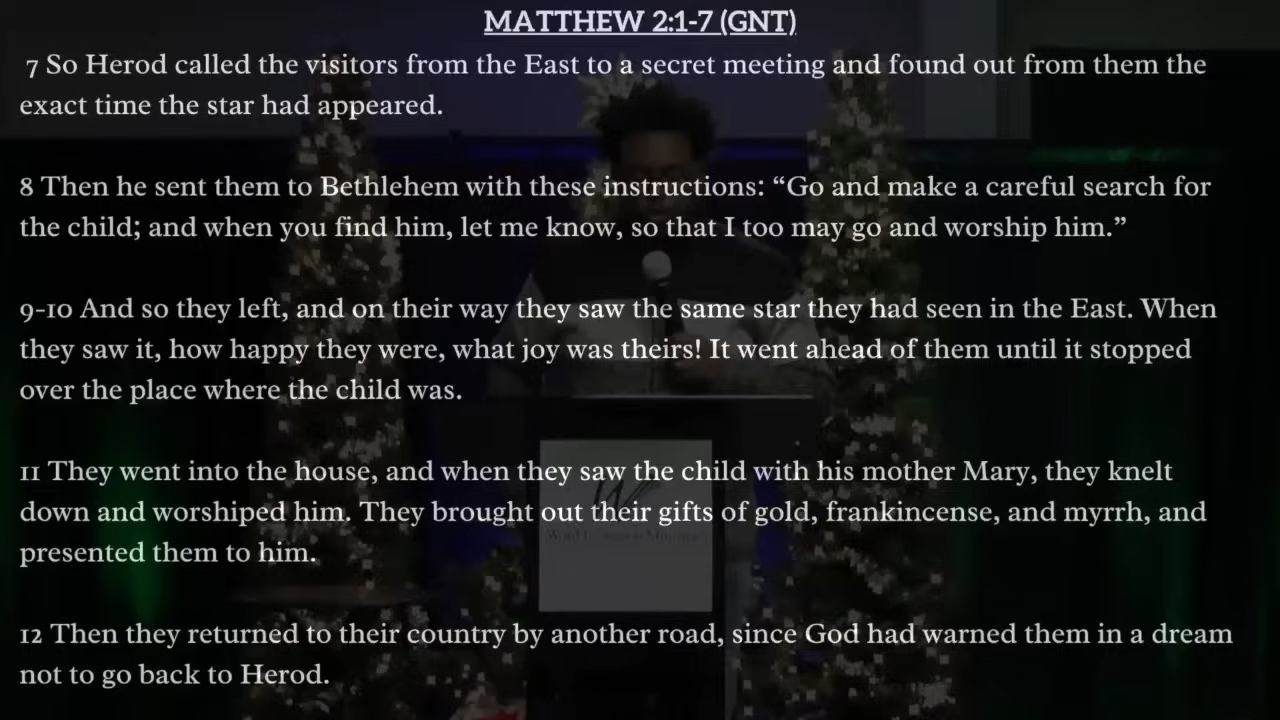 MATTHEW 2:1-7 (GNT)
7 So Herod called the visitors from the East to a secret meeting and found out from them the
exact time the star had appeared.
8 Then he sent them to Bethlehem with these instructions: “Go and make a careful search for
the child; and when you find him, let me know, so that I too may go and worship him.”
9-10 And so they left, and on their way they saw the same star they had seen in the East. When
they saw it, how happy they were, what joy was theirs! It went ahead of them until it stopped
over the place where the child was.
11 They went into the house, and when they saw the child with his mother Mary, they knelt
down and worshiped him. They brought out their gifts of gold, frankincense, and myrrh, and
presented them to him.
12 Then they returned to their country by another road, since God had warned them in a dream
not to go back to Herod.